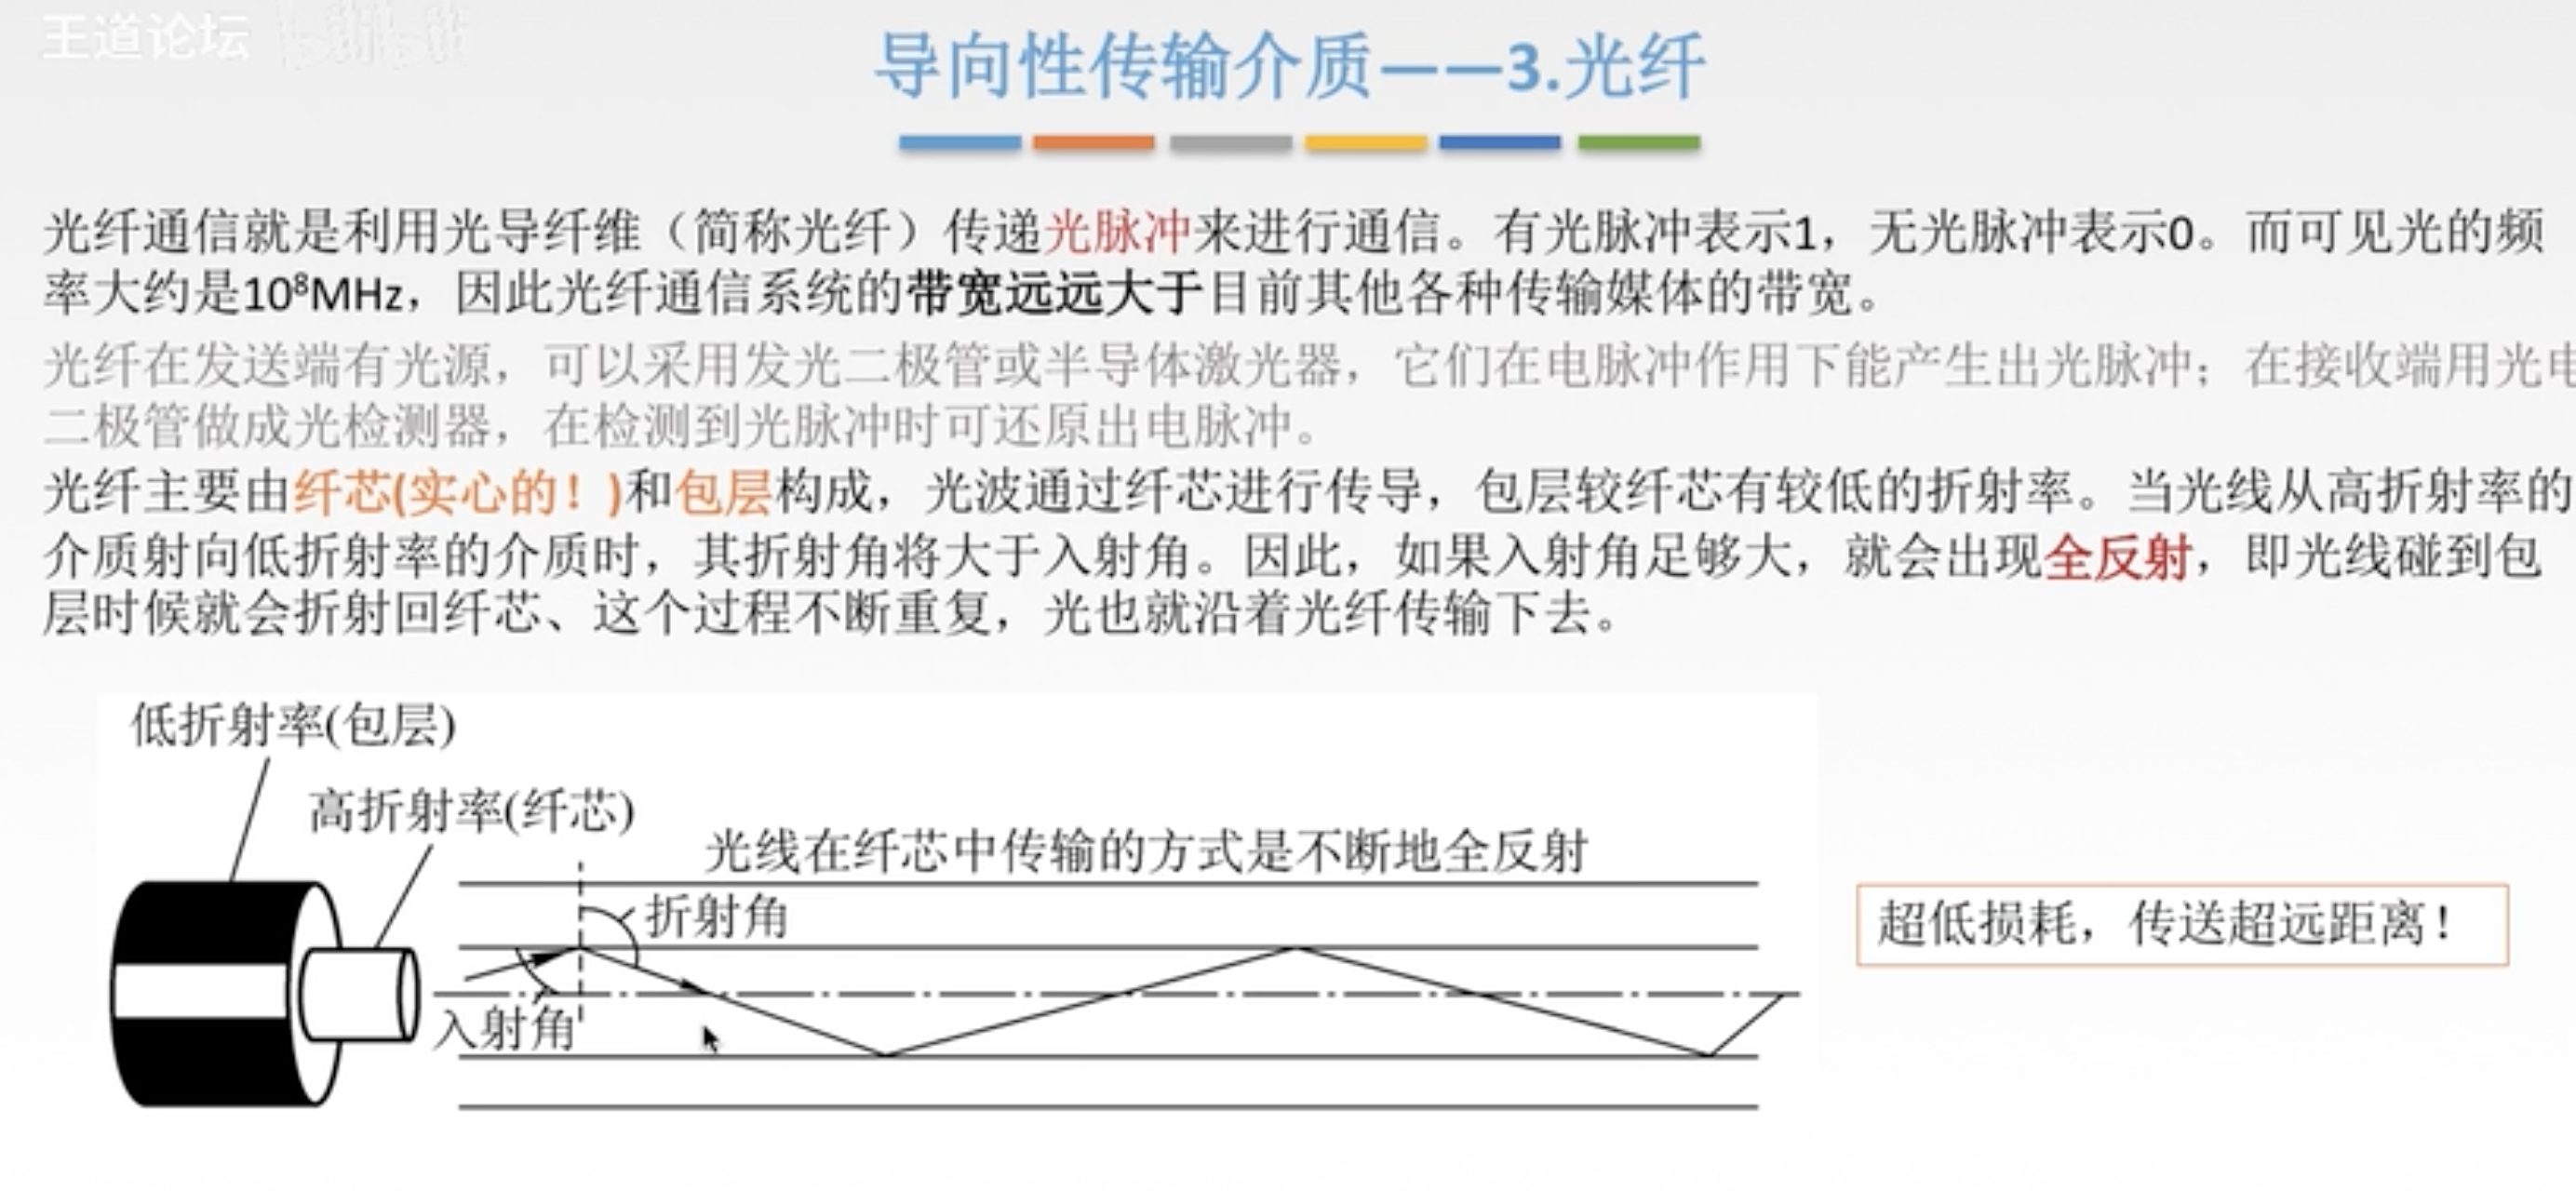 王道论坛
导向性传输介质——3.光纤
光纤通信就是利用光导纤维（简称光纤）传递光脉冲来进行通信。有光脉冲表示1，无光脉冲表示0。而可见光的频
率大约是10⁸MHz，因此光纤通信系统的带宽远远大于目前其他各种传输媒体的带宽。
光纤在发送端有光源，可以采用发光二极管或半导体激光器，它们在电脉冲作用下能产生出光脉冲；在接收端用光电
二极管做成光检测器，在检测到光脉冲时可还原出电脉冲。
光纤主要由纤芯(实心的！)和包层构成，光波通过纤芯进行传导，包层较纤芯有较低的折射率。当光线从高折射率的
介质射向低折射率的介质时，其折射角将大于入射角。因此，如果入射角足够大，就会出现全反射，即光线碰到包
层时候就会折射回纤芯、这个过程不断重复，光也就沿着光纤传输下去。
低折射率(包层)
高折射率(纤芯)
光线在纤芯中传输的方式是不断地全反射
折射角
入射角
超低损耗，传送超远距离！